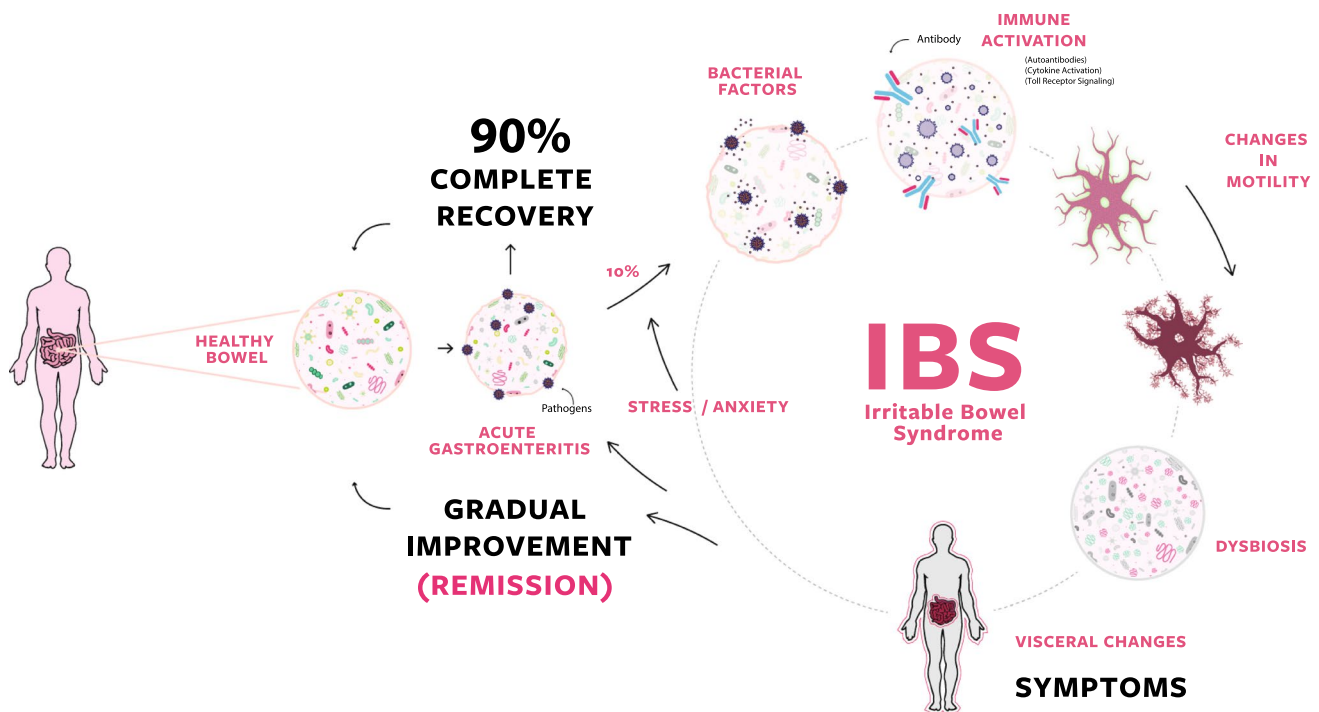 HEALTHY
BOWEL
90%
COMPLETE
RECOVERY
Pathogens
ACUTE
GASTROENTERITIS
GRADUAL
IMPROVEMENT
(REMISSION)
10%
STRESS / ANXIETY
BACTERIAL
FACTORS
Antibody
IMMUNE
ACTIVATION
(Autoantibodies)
(Cytokine Activation)
(Toll Receptor Signaling)
CHANGES
IN
MOTILITY
IBS
Irritable Bowel
Syndrome
DYSBIOSIS
VISCERAL CHANGES
SYMPTOMS